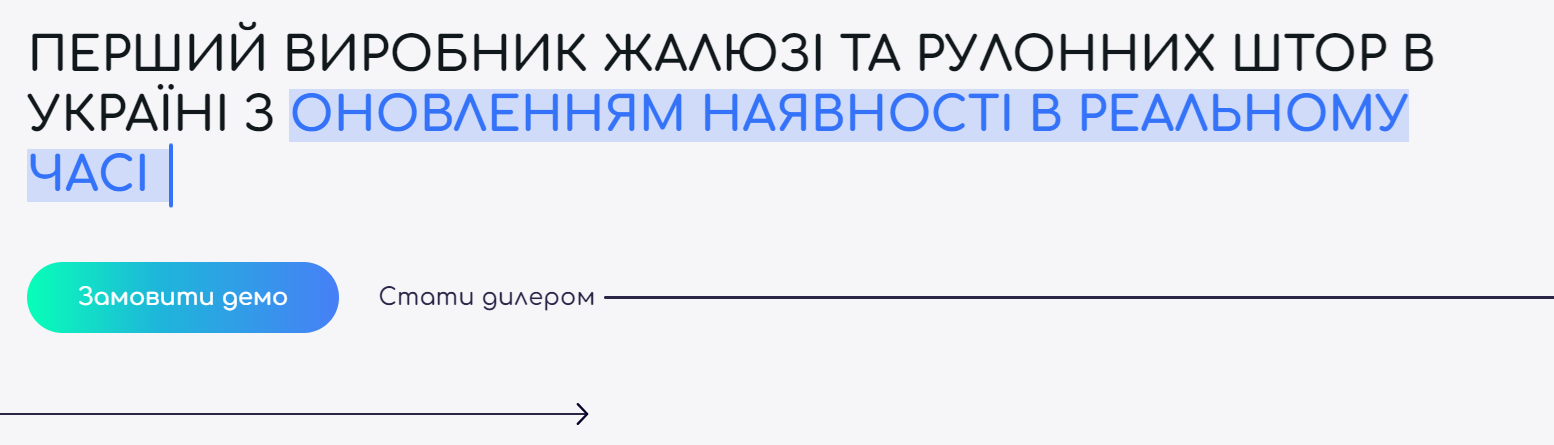 ПЕРШИЙ ВИРОБНИК ЖАЛЮЗІ ТА РУЛОННИХ ШТОР В
УКРАЇНІ З ОНОВЛЕННЯМ НАЯВНОСТІ В РЕАЛЬНОМУ
ЧАСІ
Замовити демо
Стати дилером